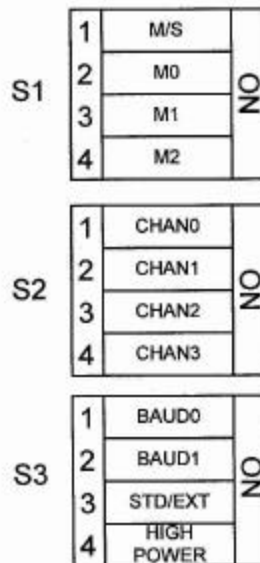 S1
1 M/S
2 M0
3 M1
4 M2
ON
S2
1 CHAN0
2 CHAN1
3 CHAN2
4 CHAN3
ON
S3
1 BAUD0
2 BAUD1
3 STD/EXT
4 HIGH
POWER
ON